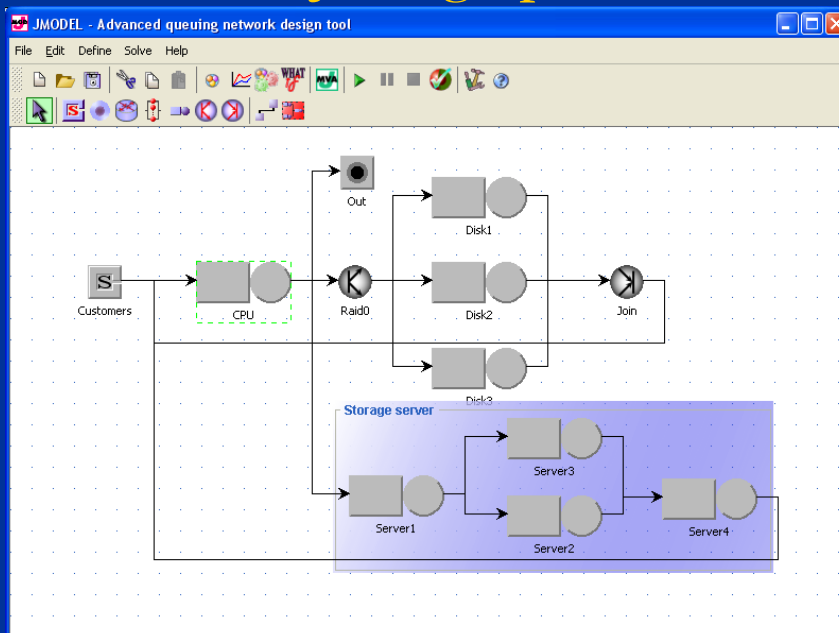 JMODEL - Advanced queuing network design tool
File Edit Define Solve Help
WHAT IF
MVA
S
Out
Disk1
S
Customers
CPU
Raid0
Disk2
Join
Disk3
Storage server
Server3
Server1
Server2
Server4